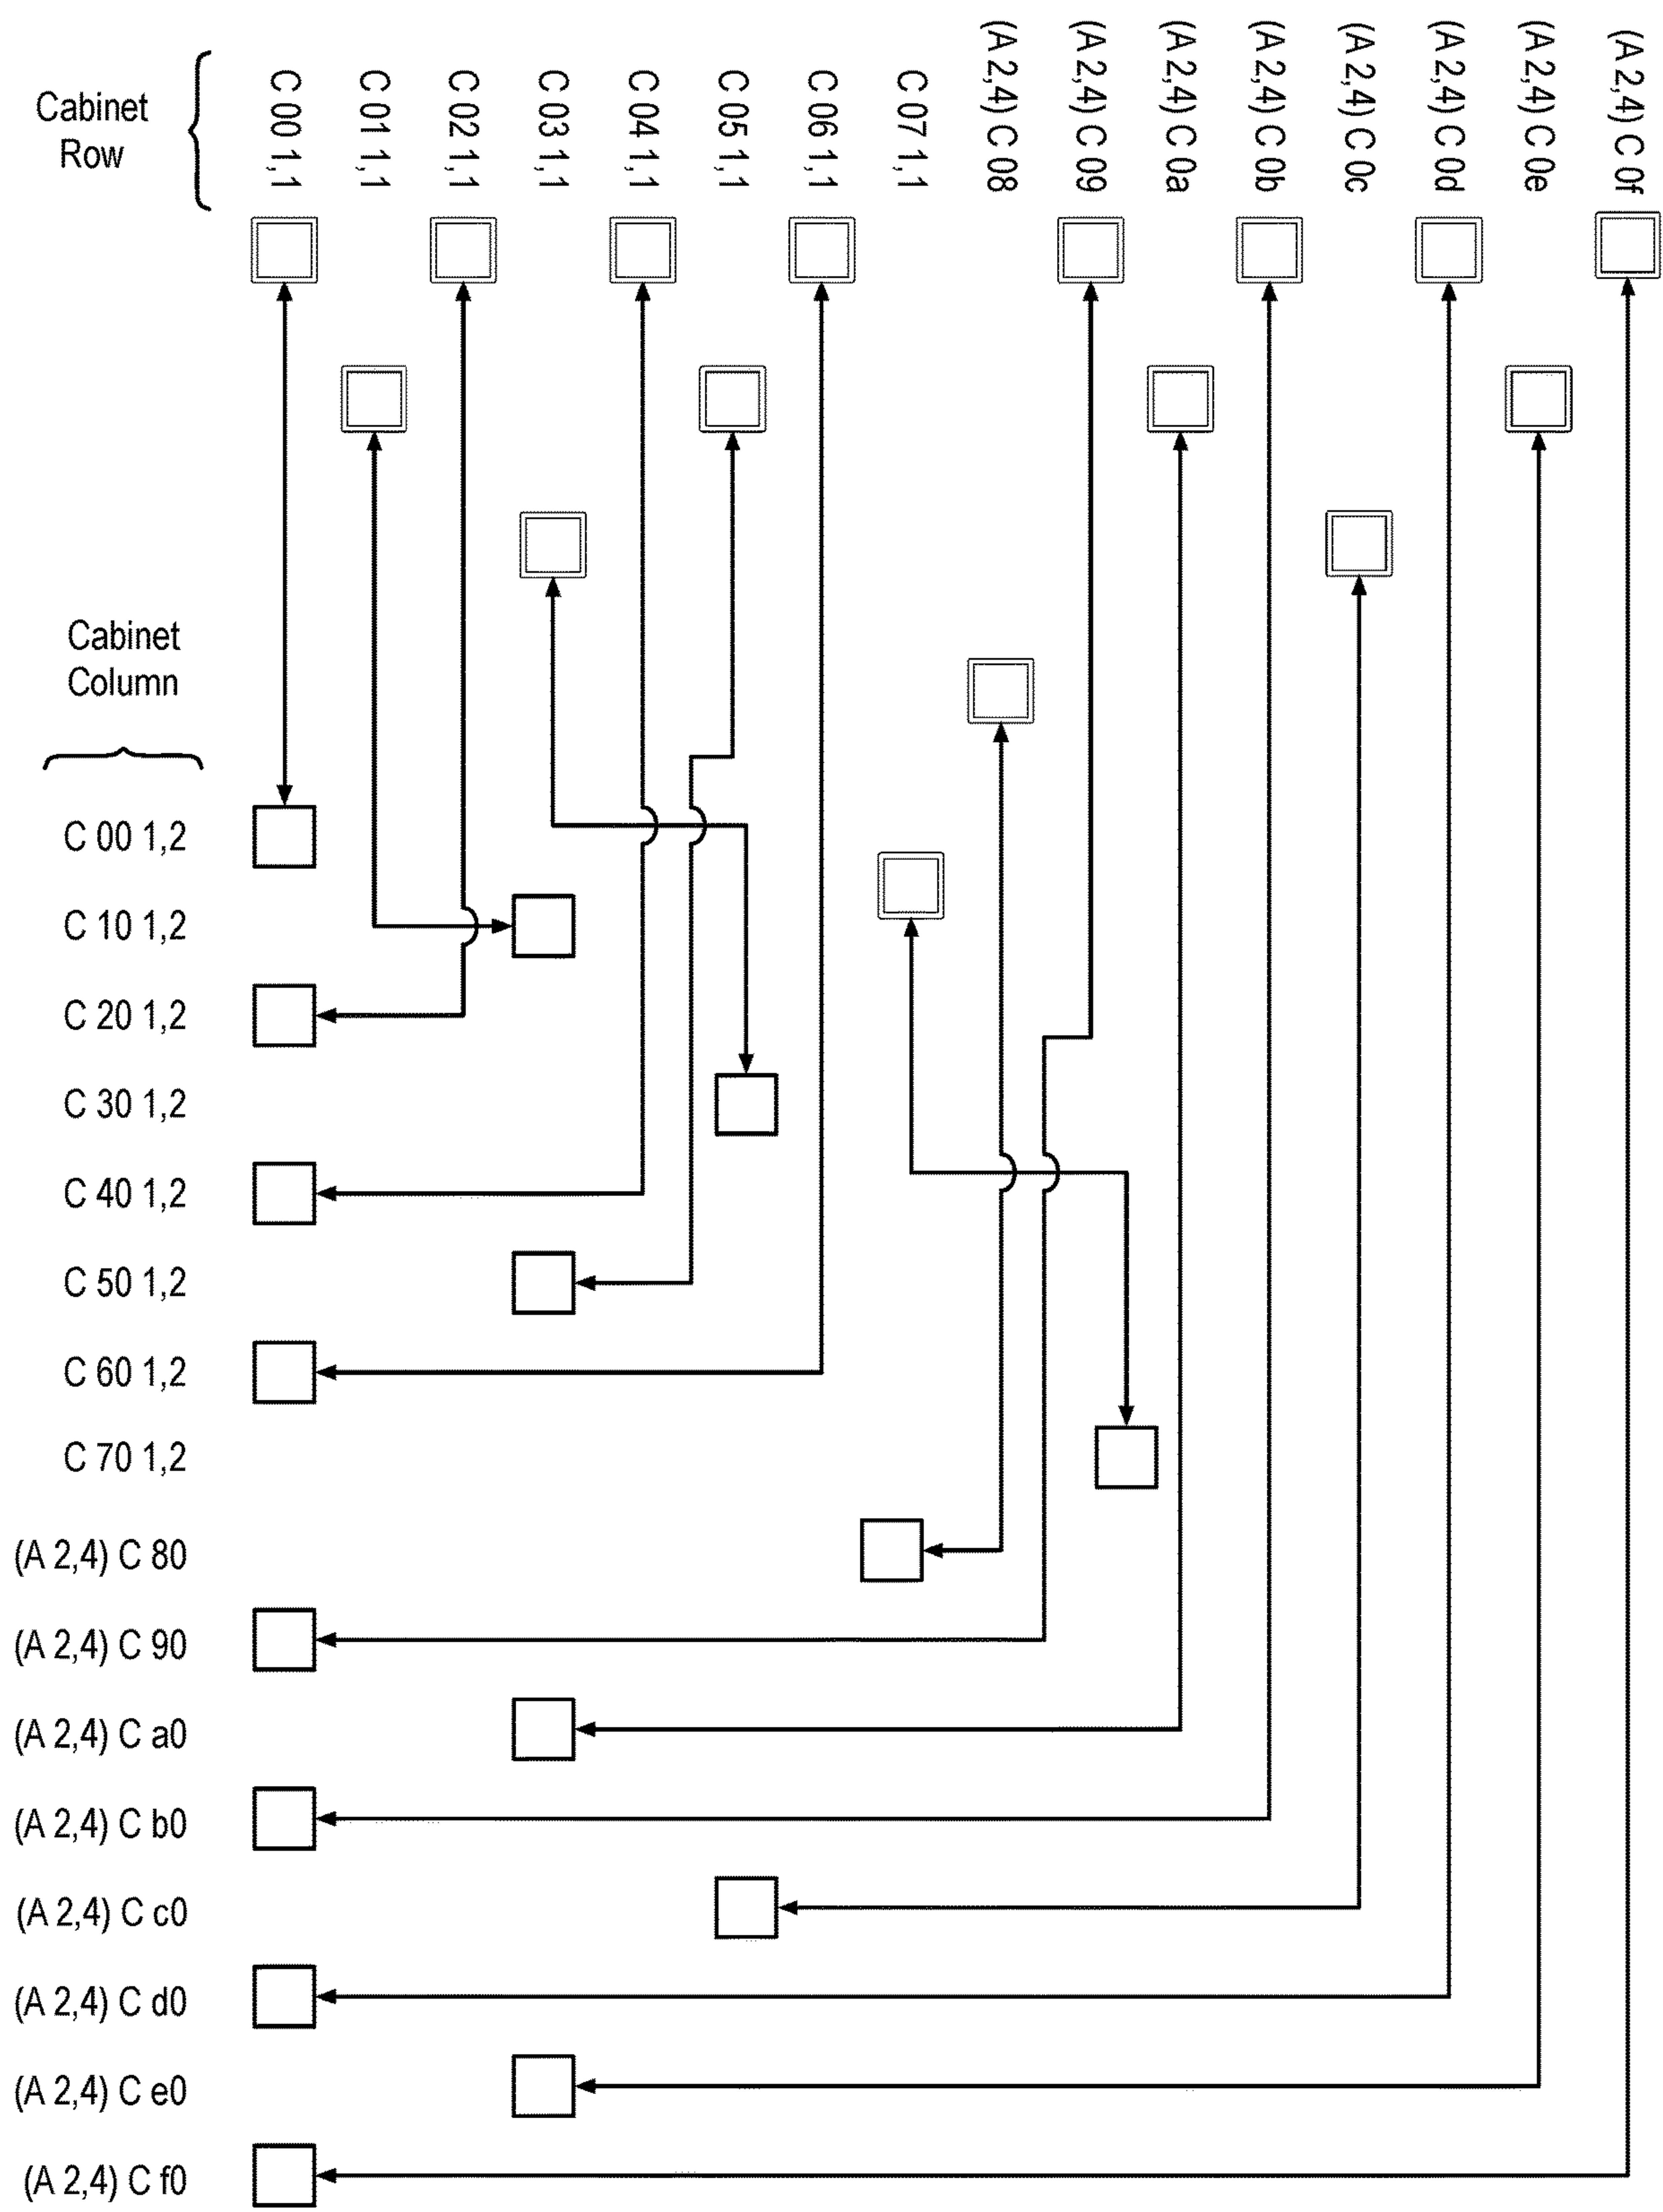 Cabinet
Row
C 00 1,1
C 01 1,1
C 02 1,1
C 03 1,1
C 04 1,1
C 05 1,1
C 06 1,1
C 07 1,1
(A 2,4) C 08
(A 2,4) C 09
(A 2,4) C 0a
(A 2,4) C 0b
(A 2,4) C 0c
(A 2,4) C 0d
(A 2,4) C 0e
(A 2,4) C 0f
Cabinet
Column
C 00 1,2
C 10 1,2
C 20 1,2
C 30 1,2
C 40 1,2
C 50 1,2
C 60 1,2
C 70 1,2
(A 2,4) C 80
(A 2,4) C 90
(A 2,4) C a0
(A 2,4) C b0
(A 2,4) C c0
(A 2,4) C d0
(A 2,4) C e0
(A 2,4) C f0